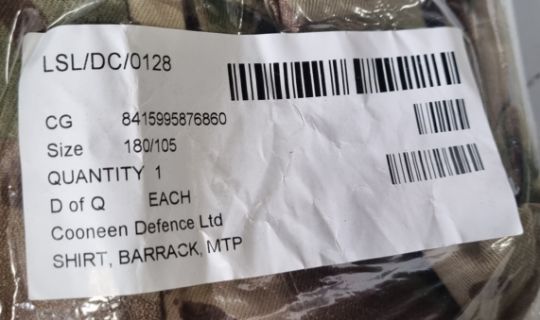 LSL/DC/0128
CG 8415995876860
Size 180/105
QUANTITY 1
D of Q EACH
Cooneen Defence Ltd
SHIRT, BARRACK, MTP